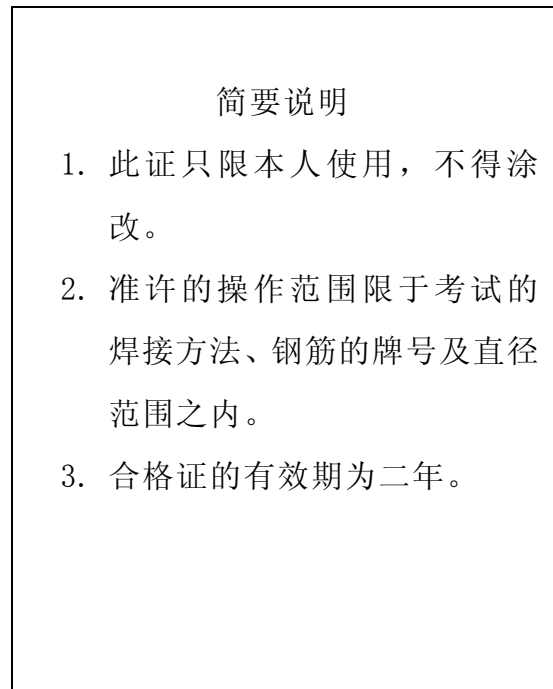 简要说明
1. 此证只限本人使用，不得涂
改。
2. 准许的操作范围限于考试的
焊接方法、钢筋的牌号及直径
范围之内。
3. 合格证的有效期为二年。